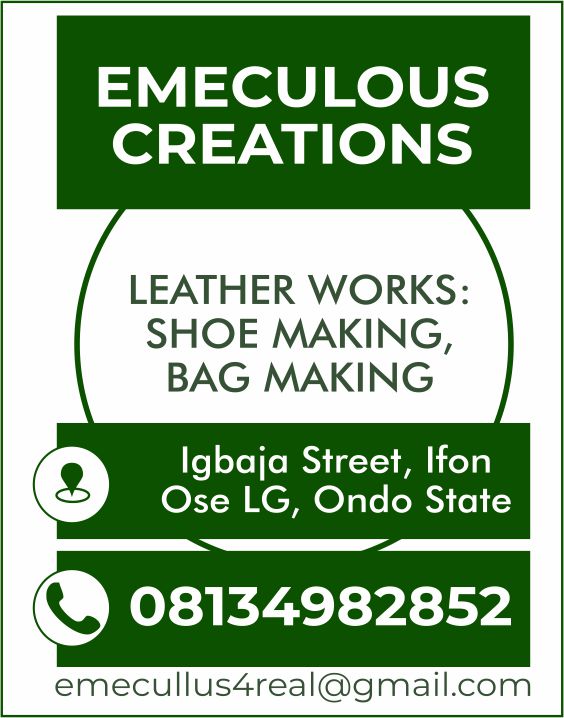 EMECULOUS
CREATIONS
LEATHER WORKS:
SHOE MAKING,
BAG MAKING
Igbaja Street, Ifon
Ose LG, Ondo State
08134982852
emecullus4real@gmail.com